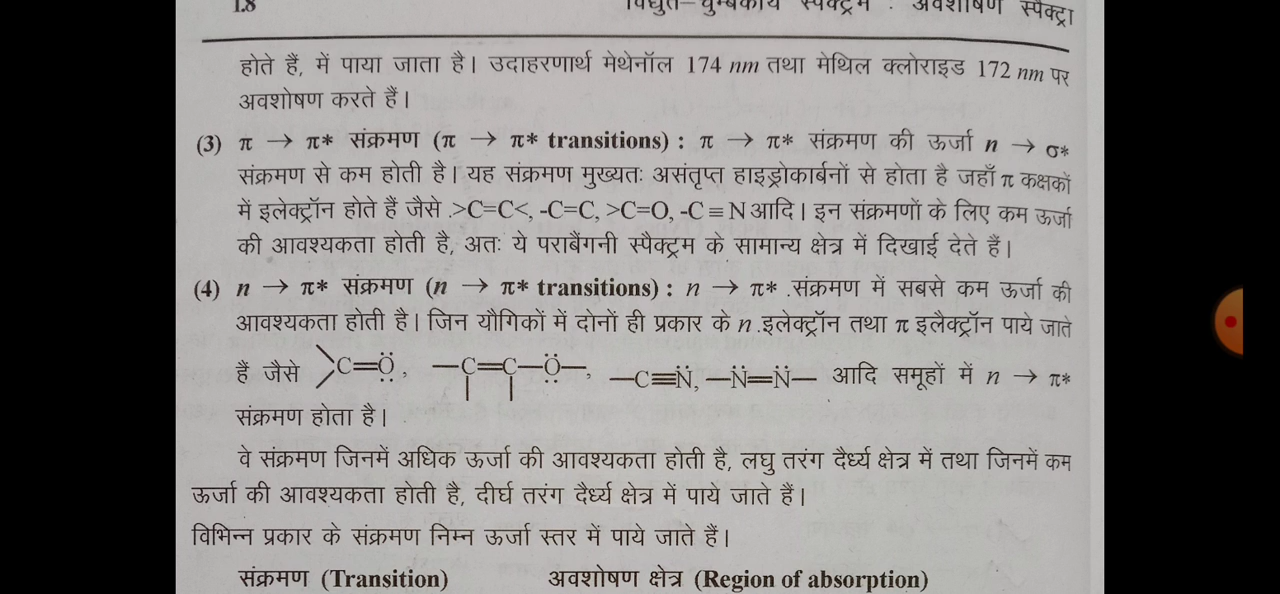 1.8 विद्युत-चुम्बकीय स्पेक्ट्रम : अवशोषण स्पैक्ट्रा
होते हैं, में पाया जाता है। उदाहरणार्थ मेथेनॉल 174 nm तथा मेथिल क्लोराइड 172 nm पर
अवशोषण करते हैं।
(3) π → π* संक्रमण (π → π* transitions) : π → π* संक्रमण की ऊर्जा n → σ*
संक्रमण से कम होती है। यह संक्रमण मुख्यतः असंतृप्त हाइड्रोकार्बनों से होता है जहाँ π कक्षकों
में इलेक्ट्रॉन होते हैं जैसे >C=C<, -C=C, >C=O, -C≡N आदि। इन संक्रमणों के लिए कम ऊर्जा
की आवश्यकता होती है, अतः ये पराबैंगनी स्पैक्ट्रम के सामान्य क्षेत्र में दिखाई देते हैं।
(4) n → π* संक्रमण (n → π* transitions) : n → π* संक्रमण में सबसे कम ऊर्जा की
आवश्यकता होती है। जिन यौगिकों में दोनों ही प्रकार के n इलेक्ट्रॉन तथा π इलैक्ट्रॉन पाये जाते
हैं जैसे >C=Ö, —C=C—Ö—, —C≡N̈, —N̈=N̈— आदि समूहों में n → π*
संक्रमण होता है।
वे संक्रमण जिनमें अधिक ऊर्जा की आवश्यकता होती है, लघु तरंग दैर्ध्य क्षेत्र में तथा जिनमें कम
ऊर्जा की आवश्यकता होती है, दीर्घ तरंग दैर्ध्य क्षेत्र में पाये जाते हैं।
विभिन्न प्रकार के संक्रमण निम्न ऊर्जा स्तर में पाये जाते हैं।
संक्रमण (Transition) अवशोषण क्षेत्र (Region of absorption)